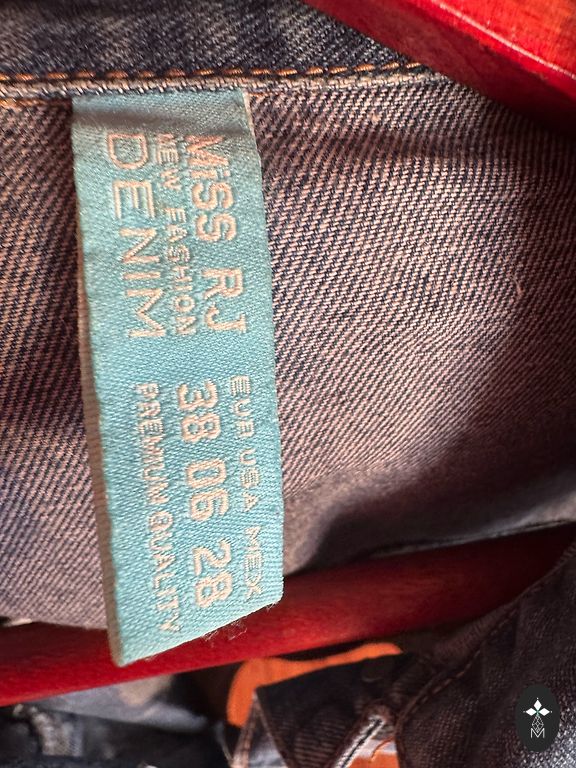 MiSS RJ
NEW FASHION
DENIM
EUR USA MEX
38 06 28
PREMIUM QUALITY
M